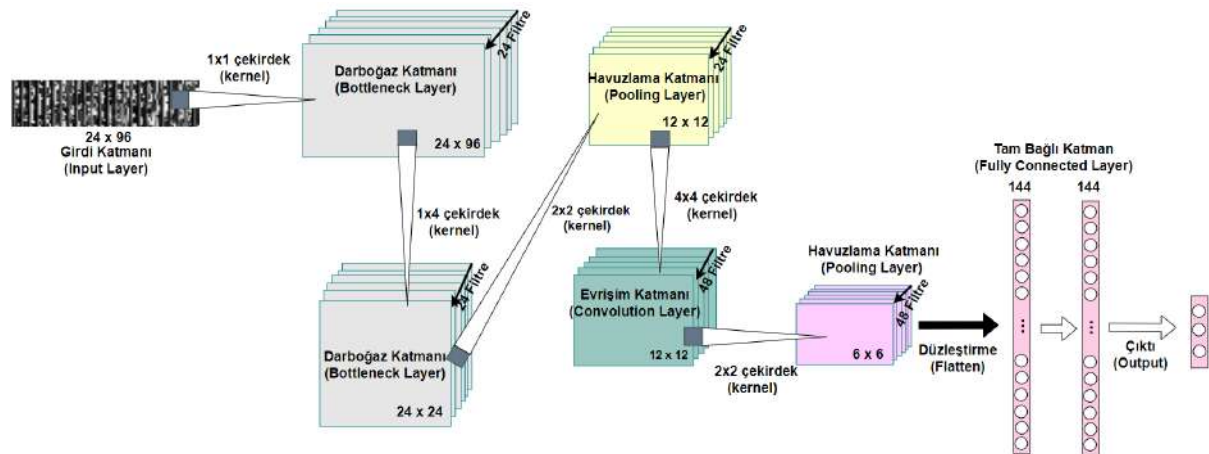 24 x 96
Girdi Katmanı
(Input Layer)
1x1 çekirdek
(kernel)
24 Filtre
Darboğaz Katmanı
(Bottleneck Layer)
24 x 96
1x4 çekirdek
(kernel)
24 Filtre
Darboğaz Katmanı
(Bottleneck Layer)
24 x 24
2x2 çekirdek
(kernel)
24 Filtre
Havuzlama Katmanı
(Pooling Layer)
12 x 12
4x4 çekirdek
(kernel)
48 Filtre
Evrişim Katmanı
(Convolution Layer)
12 x 12
2x2 çekirdek
(kernel)
Havuzlama Katmanı
(Pooling Layer)
48 Filtre
6 x 6
Düzleştirme
(Flatten)
Tam Bağlı Katman
(Fully Connected Layer)
144
144
...
...
Çıktı
(Output)